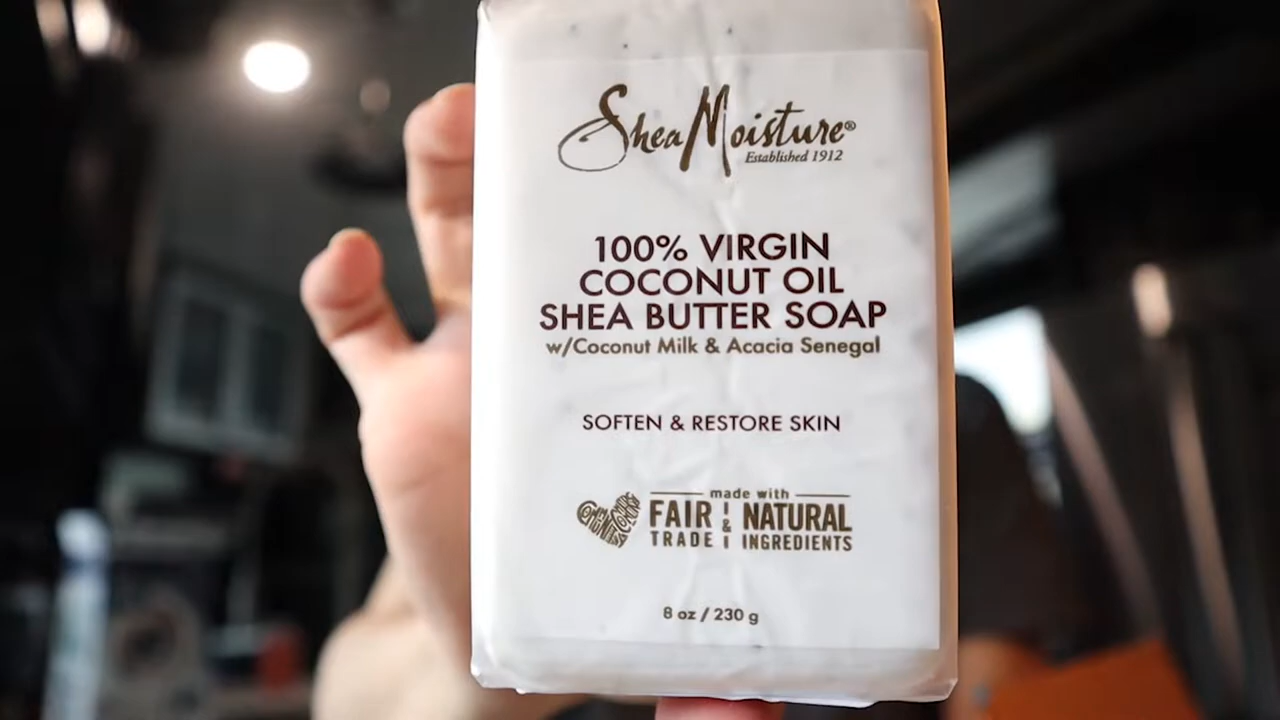 SheaMoisture®
Established 1912
100% VIRGIN
COCONUT OIL
SHEA BUTTER SOAP
w/Coconut Milk & Acacia Senegal
SOFTEN & RESTORE SKIN
made with
FAIR & NATURAL
TRADE INGREDIENTS
8 oz / 230 g